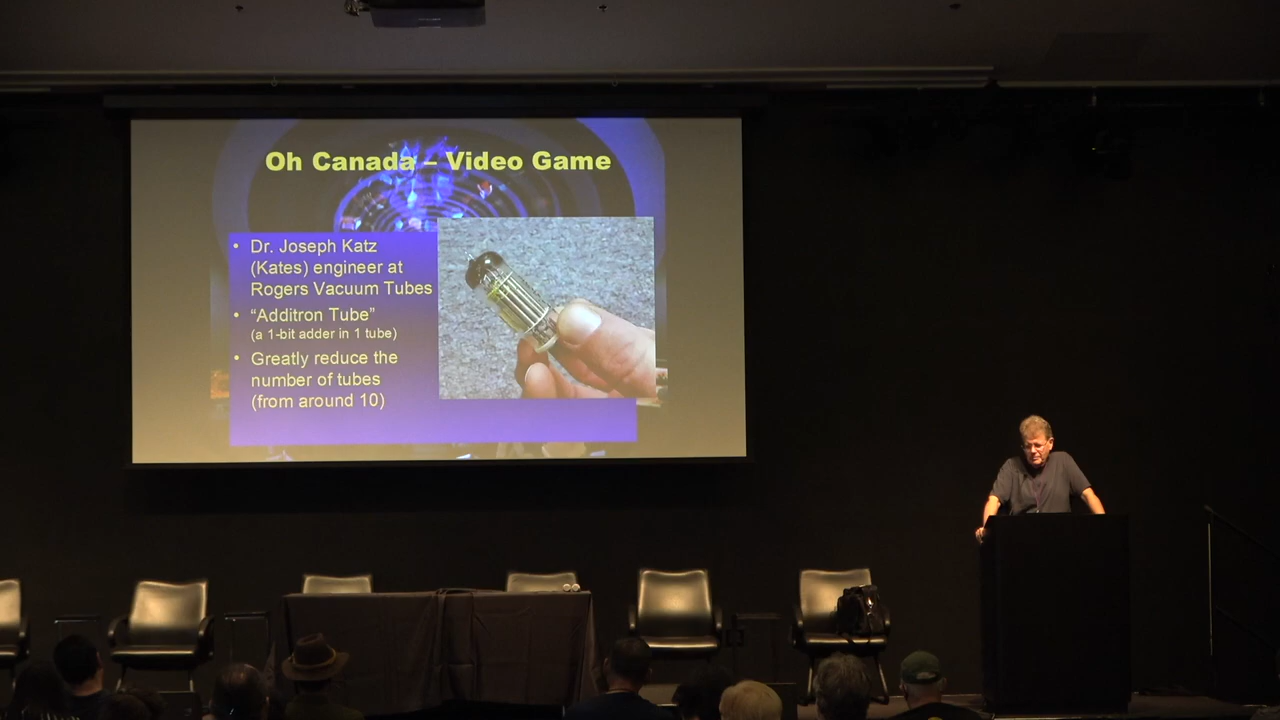 Oh Canada – Video Game
• Dr. Joseph Katz
(Kates) engineer at
Rogers Vacuum Tubes
• “Additron Tube”
(a 1-bit adder in 1 tube)
• Greatly reduce the
number of tubes
(from around 10)